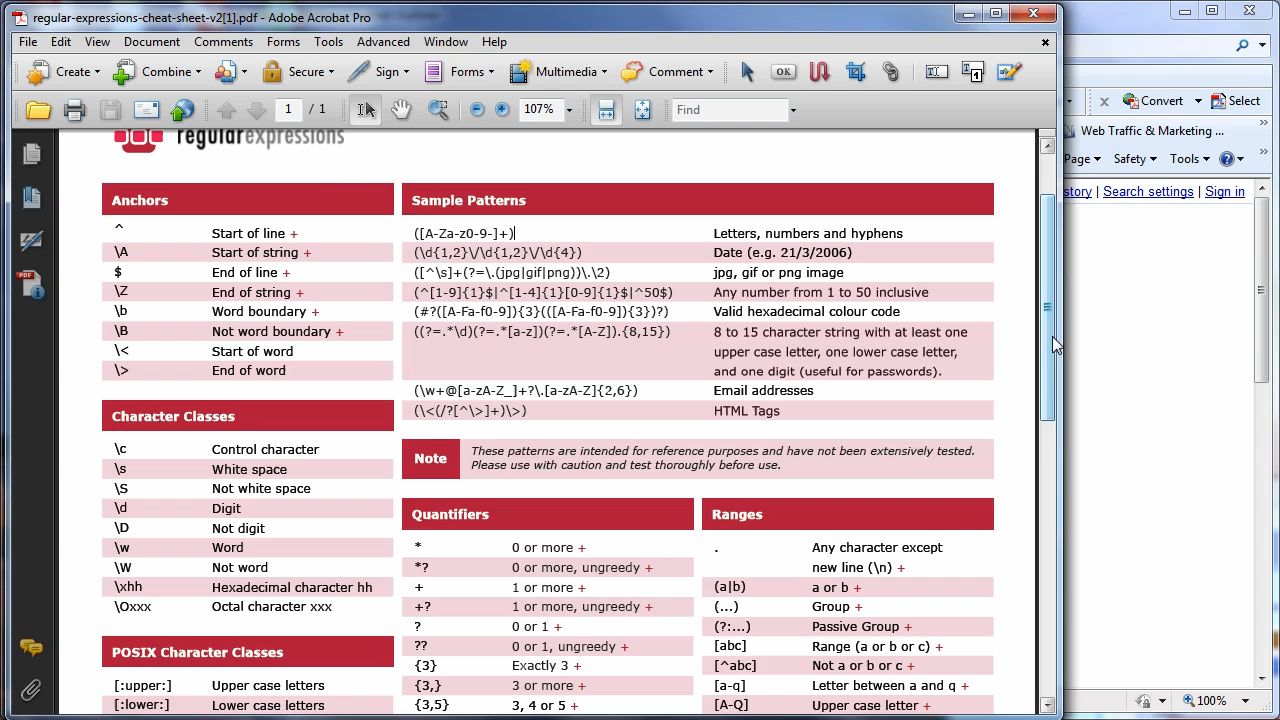 regular-expressions-cheat-sheet-v2[1].pdf - Adobe Acrobat Pro
File Edit View Document Comments Forms Tools Advanced Window Help
Create Combine Secure Sign Forms Multimedia Comment OK
1 / 1 107% Find
Convert Select
Web Traffic & Marketing ...
Page Safety Tools
story | Search settings | Sign in
regularexpressions
Anchors
^ Start of line +
\A Start of string +
$ End of line +
\Z End of string +
\b Word boundary +
\B Not word boundary +
\< Start of word
\> End of word
Character Classes
\c Control character
\s White space
\S Not white space
\d Digit
\D Not digit
\w Word
\W Not word
\xhh Hexadecimal character hh
\Oxxx Octal character xxx
POSIX Character Classes
[:upper:] Upper case letters
[:lower:] Lower case letters
Sample Patterns
([A-Za-z0-9-]+) Letters, numbers and hyphens
(\d{1,2}\/\d{1,2}\/\d{4}) Date (e.g. 21/3/2006)
([^\s]+(?=\.(jpg|gif|png))\.\2) jpg, gif or png image
(^[1-9]{1}$|^[1-4]{1}[0-9]{1}$|^50$) Any number from 1 to 50 inclusive
(#?([A-Fa-f0-9]){3}(([A-Fa-f0-9]){3})?) Valid hexadecimal colour code
((?=.*\d)(?=.*[a-z])(?=.*[A-Z]).{8,15}) 8 to 15 character string with at least one
upper case letter, one lower case letter,
and one digit (useful for passwords).
(\w+@[a-zA-Z_]+?\.[a-zA-Z]{2,6}) Email addresses
(\<(/?[^\>]+)\>) HTML Tags
Note
These patterns are intended for reference purposes and have not been extensively tested.
Please use with caution and test thoroughly before use.
Quantifiers
* 0 or more +
*? 0 or more, ungreedy +
+ 1 or more +
+? 1 or more, ungreedy +
? 0 or 1 +
?? 0 or 1, ungreedy +
{3} Exactly 3 +
{3,} 3 or more +
{3,5} 3, 4 or 5 +
Ranges
. Any character except
new line (\n) +
(a|b) a or b +
(...) Group +
(?:...) Passive Group +
[abc] Range (a or b or c) +
[^abc] Not a or b or c +
[a-q] Letter between a and q +
[A-Q] Upper case letter +
100%